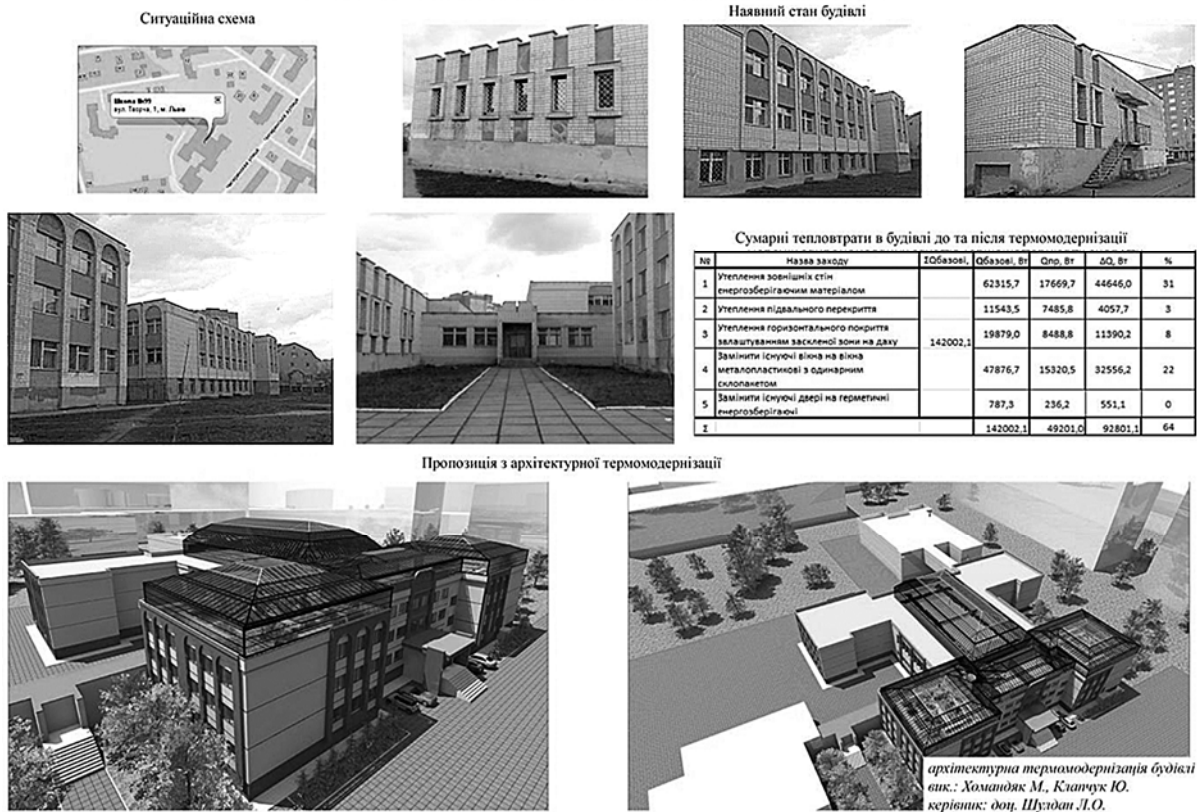 Ситуаційна схема
Наявний стан будівлі
Школа №99
вул. Творча, 1, м. Львів
Сумарні тепловтрати в будівлі до та після термомодернізації
№ Назва заходу ΣQбазові, Qбазові, Вт Qпр, Вт ΔQ, Вт %
1 Утеплення зовнішніх стін енергозберігаючим матеріалом 142002,1 62315,7 17669,7 44646,0 31
2 Утеплення підвального перекриття 11543,5 7485,8 4057,7 3
3 Утеплення горизонтального покриття з влаштуванням заскленої зони на даху 19879,0 8488,8 11390,2 8
4 Замінити існуючі вікна на вікна металопластикові з одинарним склопакетом 47876,7 15320,5 32556,2 22
5 Замінити існуючі двері на герметичні енергозберігаючі 787,3 236,2 551,1 0
Σ 142002,1 49201,0 92801,1 64
Пропозиція з архітектурної термомодернізації
архітектурна термомодернізація будівлі
вик.: Хомандяк М., Клапчук Ю.
керівник: доц. Шулдан Л.О.